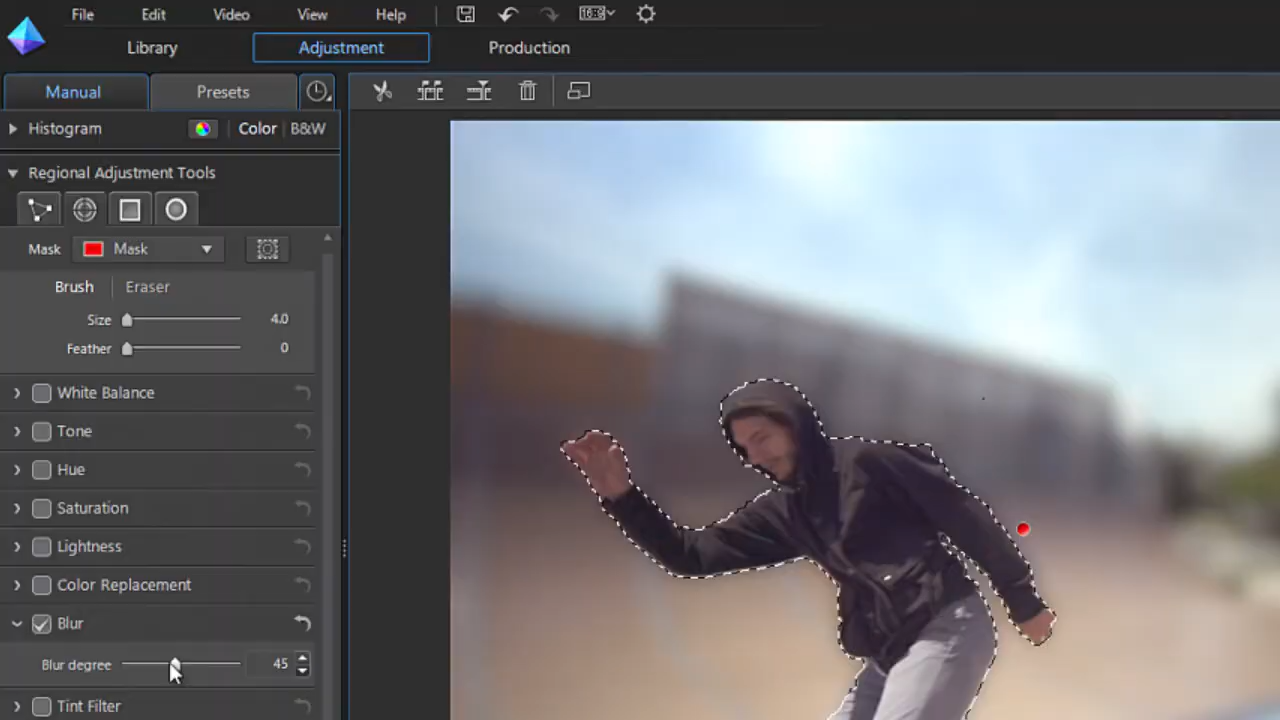 File Edit Video View Help 16:9
Library Adjustment Production
Manual Presets
Histogram Color B&W
Regional Adjustment Tools
Mask Mask
Brush Eraser
Size 4.0
Feather 0
White Balance
Tone
Hue
Saturation
Lightness
Color Replacement
Blur
Blur degree 45
Tint Filter